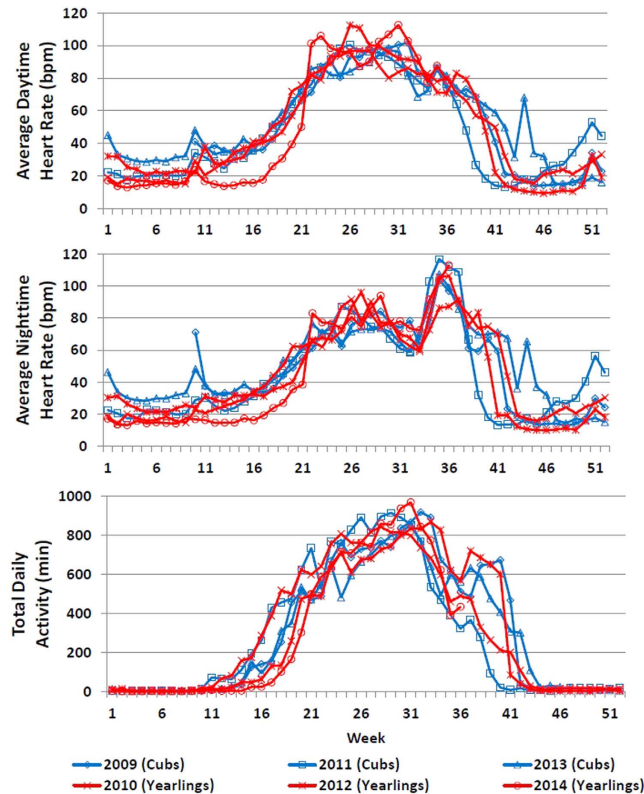 Average Daytime
Heart Rate (bpm)
120
100
80
60
40
20
0
1 6 11 16 21 26 31 36 41 46 51
Average Nighttime
Heart Rate (bpm)
120
100
80
60
40
20
0
1 6 11 16 21 26 31 36 41 46 51
Total Daily
Activity (min)
1000
800
600
400
200
0
1 6 11 16 21 26 31 36 41 46 51
Week
2009 (Cubs) 2011 (Cubs) 2013 (Cubs)
2010 (Yearlings) 2012 (Yearlings) 2014 (Yearlings)